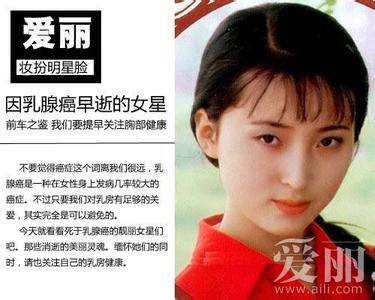 爱丽
妆扮明星脸
因乳腺癌早逝的女星
前车之鉴 我们要提早关注胸部健康
不要觉得癌症这个词离我们很远，乳
腺癌是一种在女性身上发病几率较大的
癌症。不过只要我们对乳房有足够的关
爱，其实完全是可以避免的。
今天就看看死于乳腺癌的靓丽女星们
吧。那些消逝的美丽灵魂。缅怀她们的同
时，请也关注自己的乳房健康。
爱丽
www.aili.com